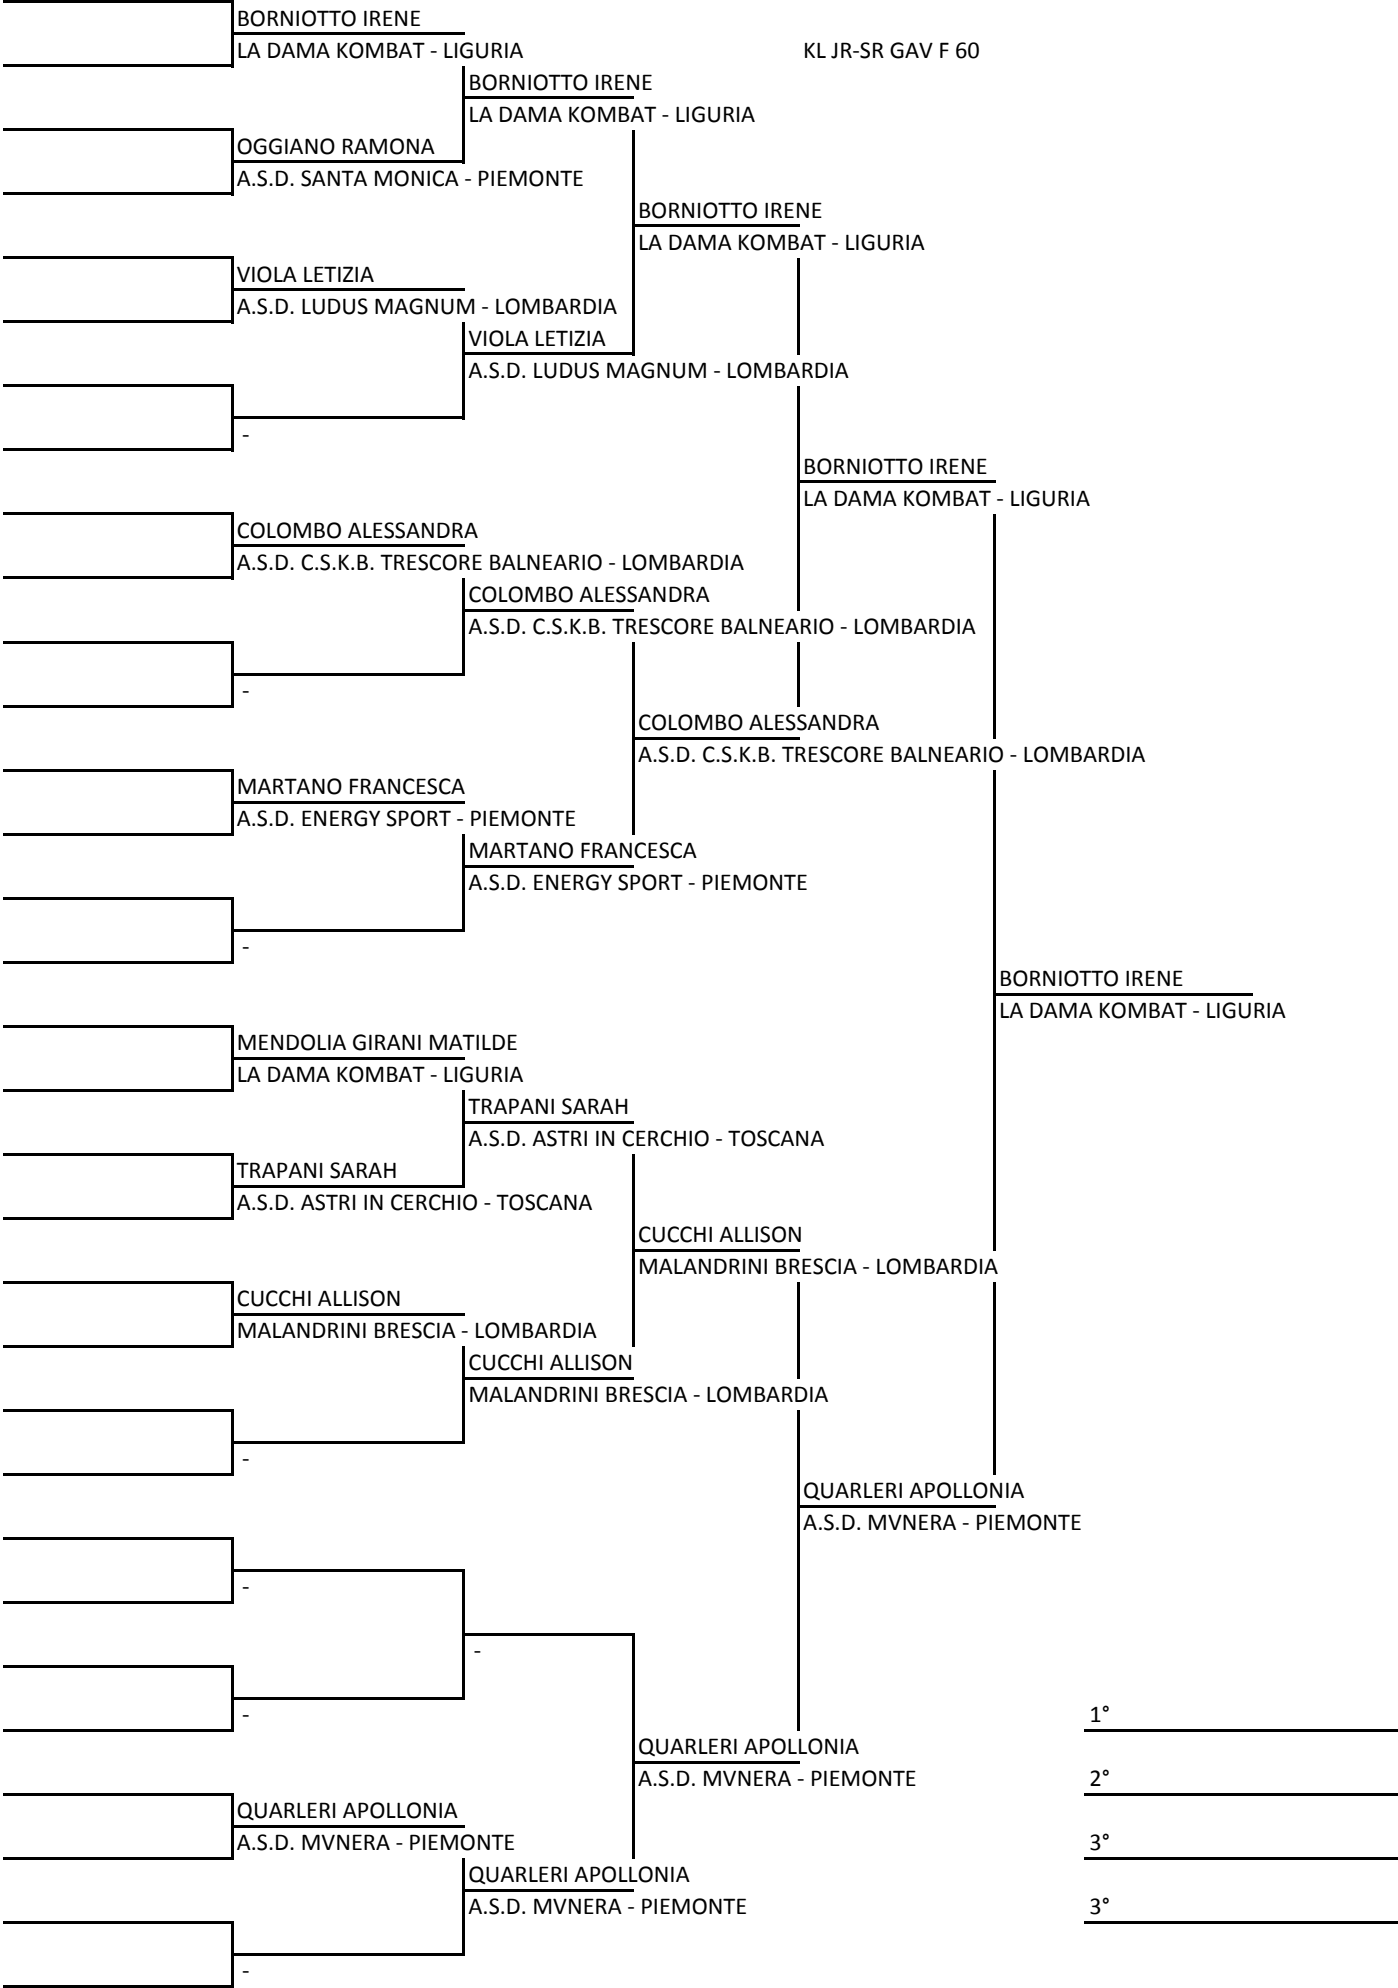 BORNIOTTO IRENE
LA DAMA KOMBAT - LIGURIA
KL JR-SR GAV F 60
BORNIOTTO IRENE
LA DAMA KOMBAT - LIGURIA
OGGIANO RAMONA
A.S.D. SANTA MONICA - PIEMONTE
BORNIOTTO IRENE
LA DAMA KOMBAT - LIGURIA
VIOLA LETIZIA
A.S.D. LUDUS MAGNUM - LOMBARDIA
VIOLA LETIZIA
A.S.D. LUDUS MAGNUM - LOMBARDIA
-
BORNIOTTO IRENE
LA DAMA KOMBAT - LIGURIA
COLOMBO ALESSANDRA
A.S.D. C.S.K.B. TRESCORE BALNEARIO - LOMBARDIA
COLOMBO ALESSANDRA
A.S.D. C.S.K.B. TRESCORE BALNEARIO - LOMBARDIA
-
COLOMBO ALESSANDRA
A.S.D. C.S.K.B. TRESCORE BALNEARIO - LOMBARDIA
MARTANO FRANCESCA
A.S.D. ENERGY SPORT - PIEMONTE
MARTANO FRANCESCA
A.S.D. ENERGY SPORT - PIEMONTE
-
BORNIOTTO IRENE
LA DAMA KOMBAT - LIGURIA
MENDOLIA GIRANI MATILDE
LA DAMA KOMBAT - LIGURIA
TRAPANI SARAH
A.S.D. ASTRI IN CERCHIO - TOSCANA
TRAPANI SARAH
A.S.D. ASTRI IN CERCHIO - TOSCANA
CUCCHI ALLISON
MALANDRINI BRESCIA - LOMBARDIA
CUCCHI ALLISON
MALANDRINI BRESCIA - LOMBARDIA
CUCCHI ALLISON
MALANDRINI BRESCIA - LOMBARDIA
-
QUARLERI APOLLONIA
A.S.D. MVNERA - PIEMONTE
-
-
-
1°
QUARLERI APOLLONIA
A.S.D. MVNERA - PIEMONTE
2°
QUARLERI APOLLONIA
A.S.D. MVNERA - PIEMONTE
3°
QUARLERI APOLLONIA
A.S.D. MVNERA - PIEMONTE
3°
-